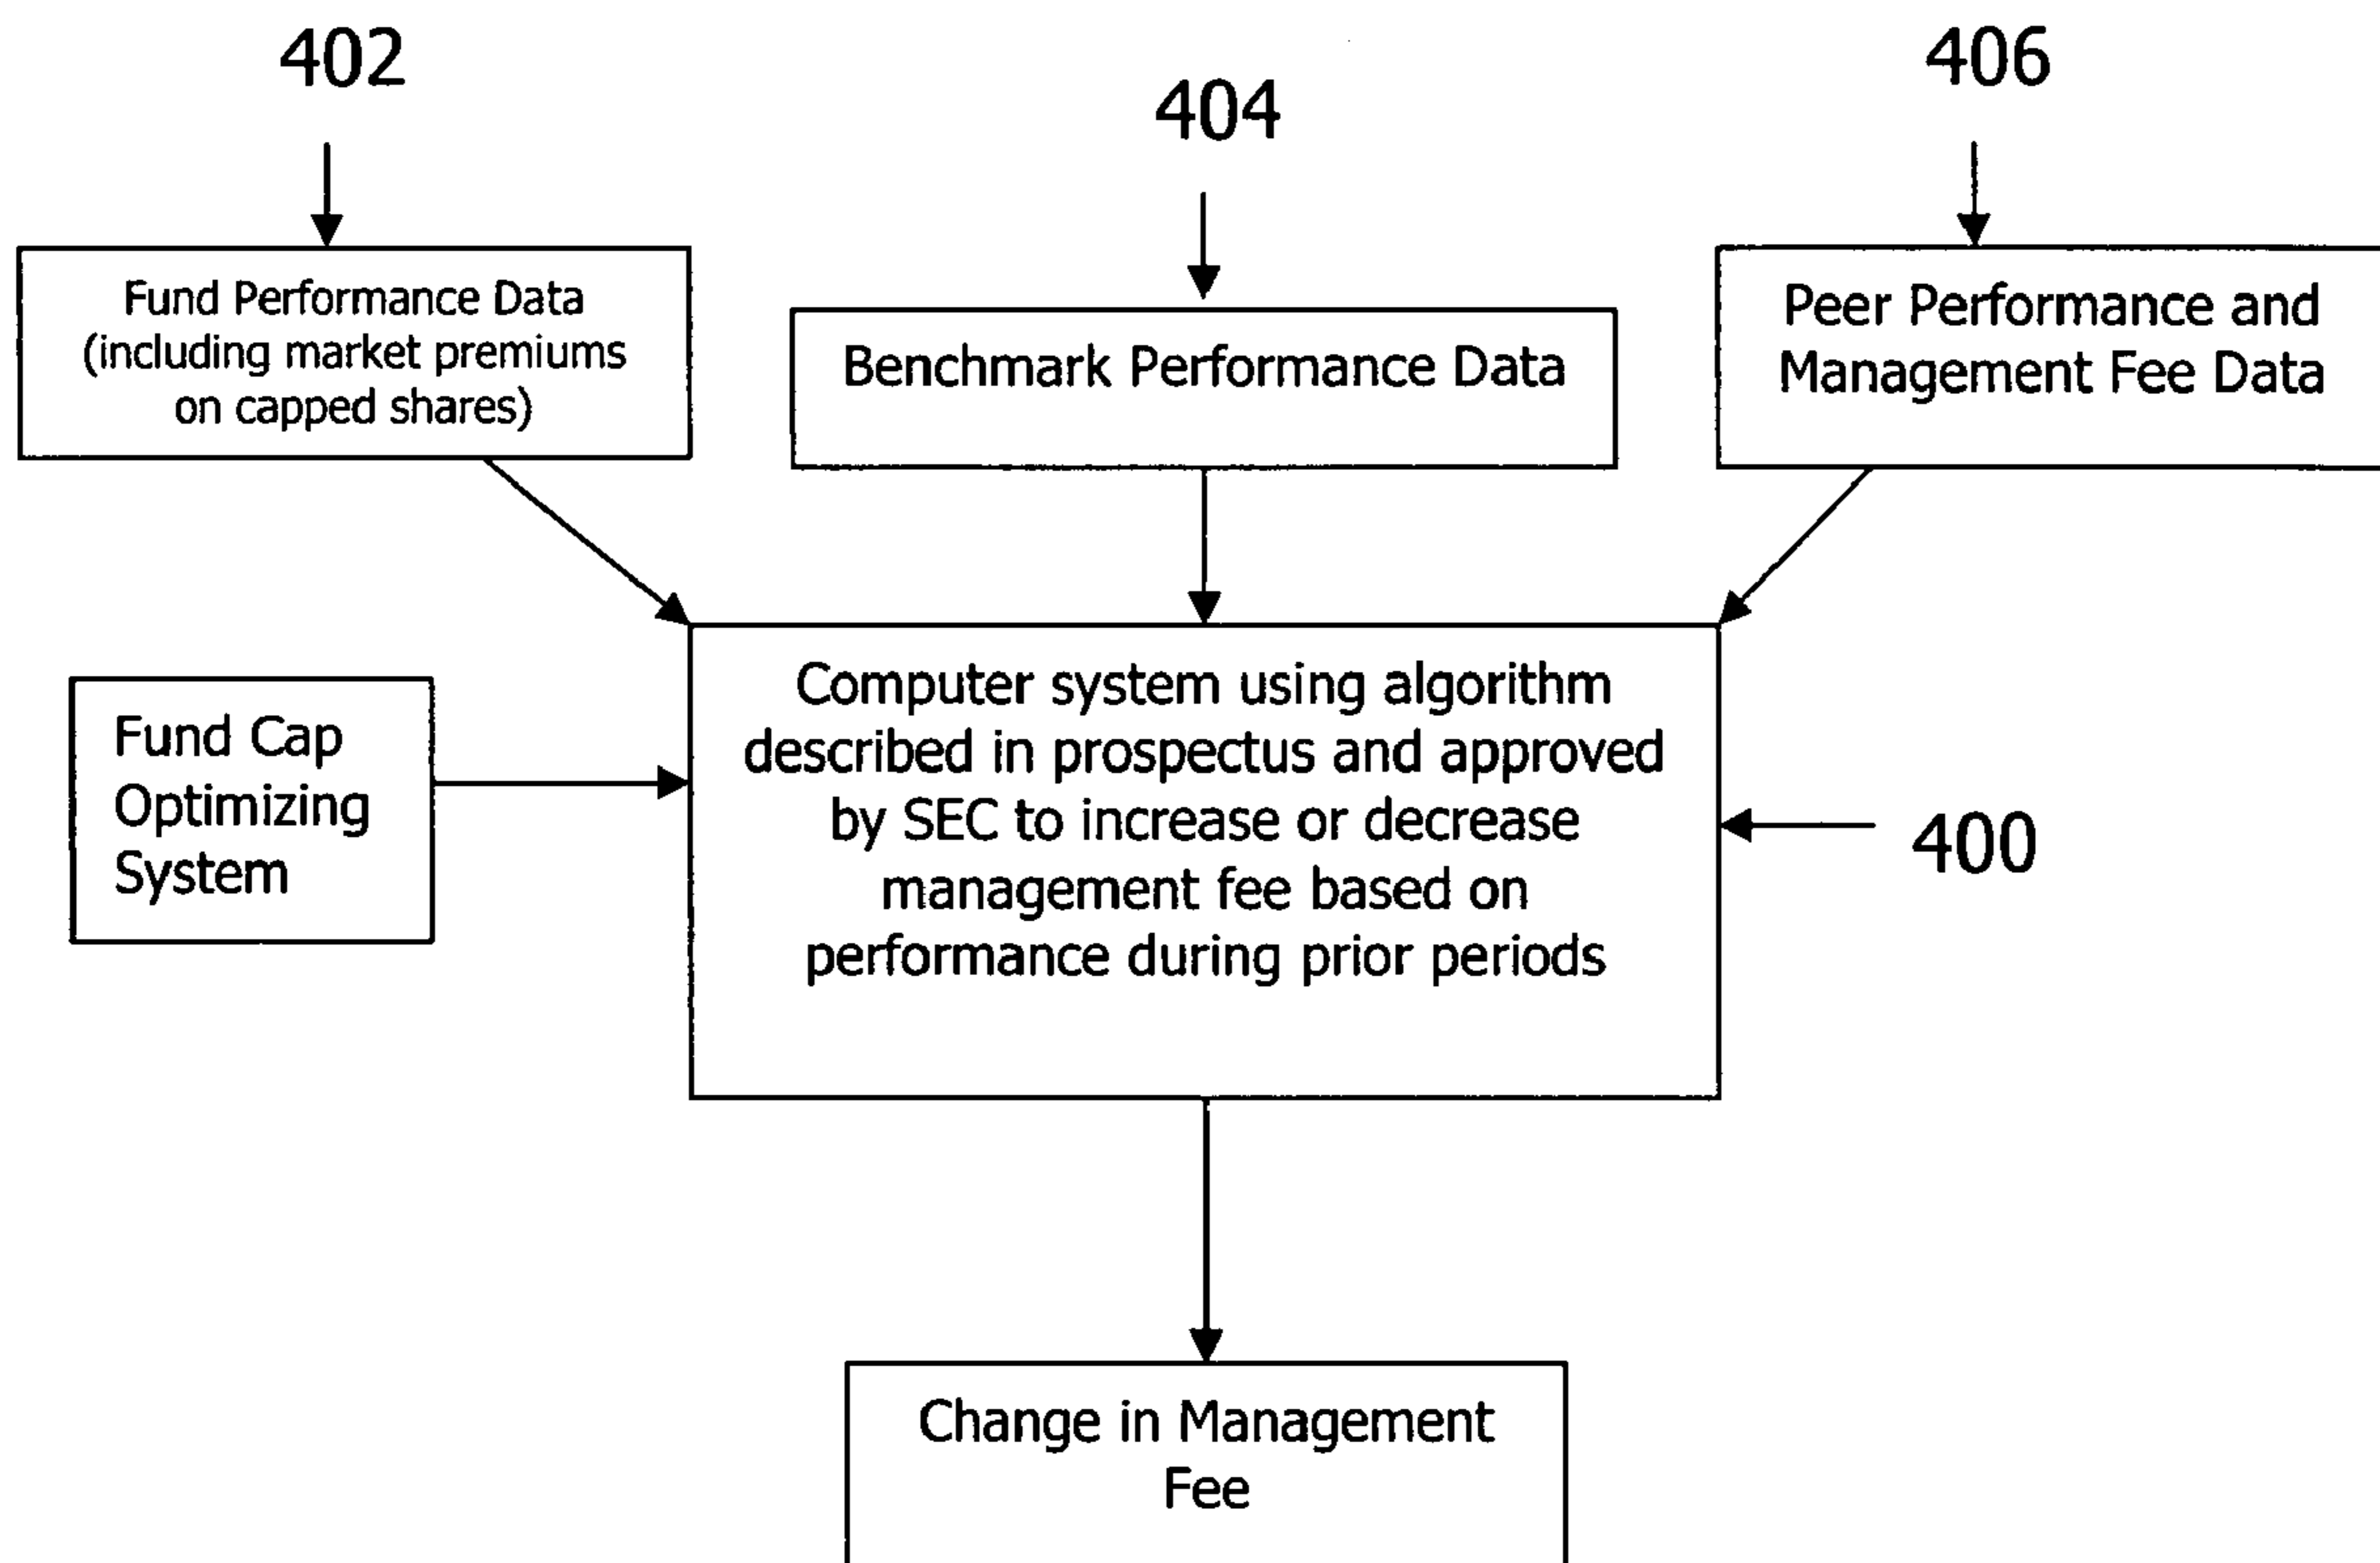 402
404
406
Fund Performance Data
(including market premiums
on capped shares)
Benchmark Performance Data
Peer Performance and
Management Fee Data
Fund Cap
Optimizing
System
Computer system using algorithm
described in prospectus and approved
by SEC to increase or decrease
management fee based on
performance during prior periods
400
Change in Management
Fee